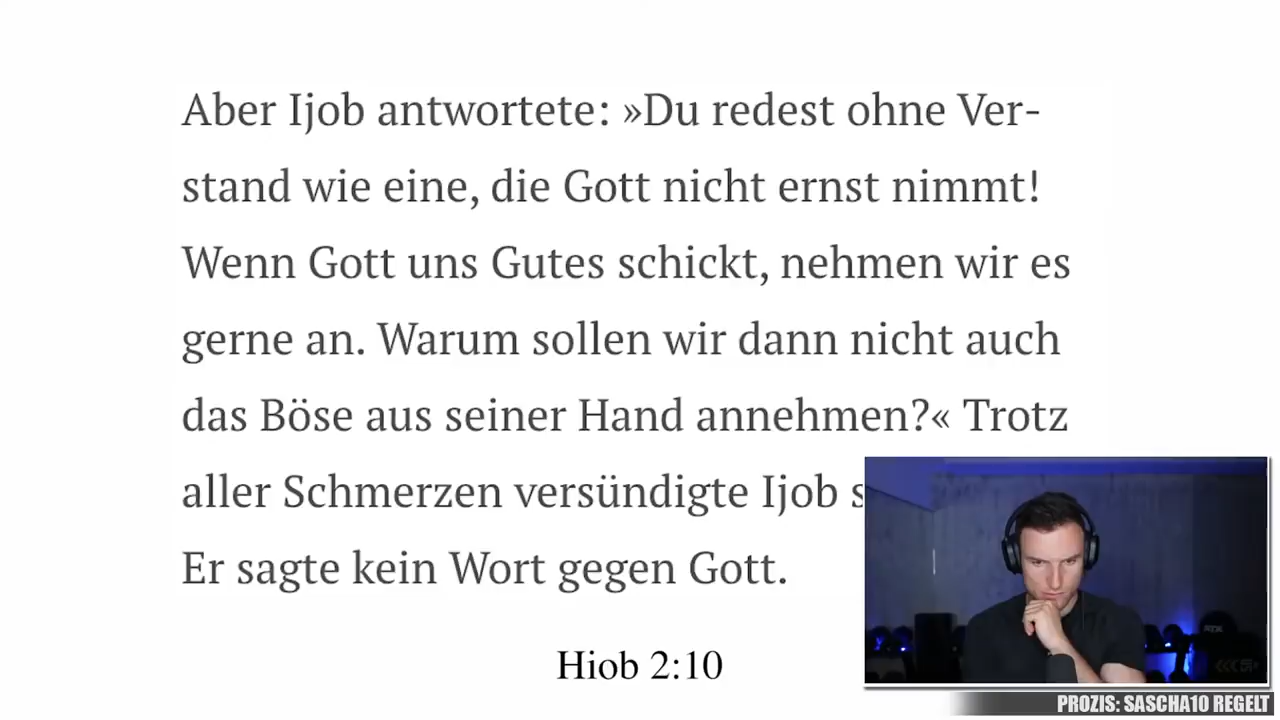 Aber Ijob antwortete: »Du redest ohne Ver-
stand wie eine, die Gott nicht ernst nimmt!
Wenn Gott uns Gutes schickt, nehmen wir es
gerne an. Warum sollen wir dann nicht auch
das Böse aus seiner Hand annehmen?« Trotz
aller Schmerzen versündigte Ijob
Er sagte kein Wort gegen Gott.
Hiob 2:10
PROZIS: SASCHA10 REGELT